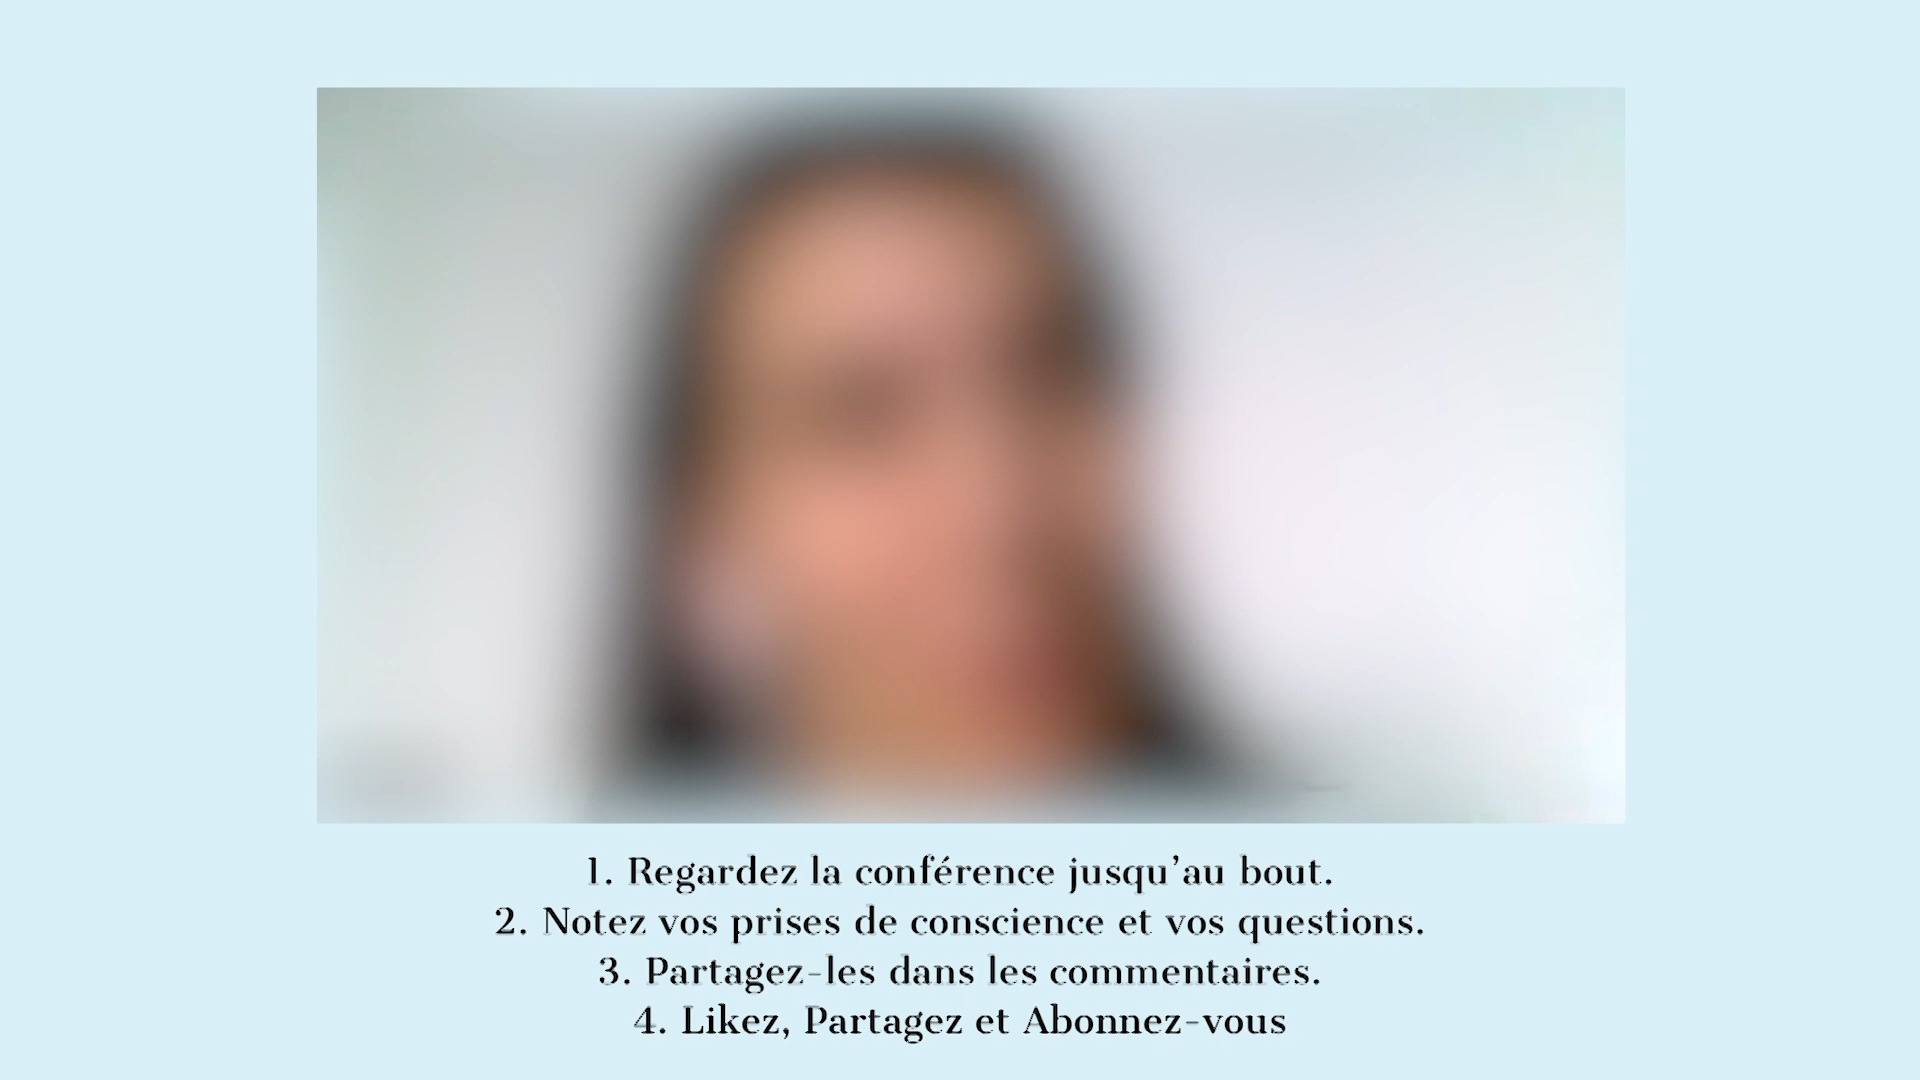 1. Regardez la conférence jusqu'au bout.
2. Notez vos prises de conscience et vos questions.
3. Partagez-les dans les commentaires.
4. Likez, Partagez et Abonnez-vous